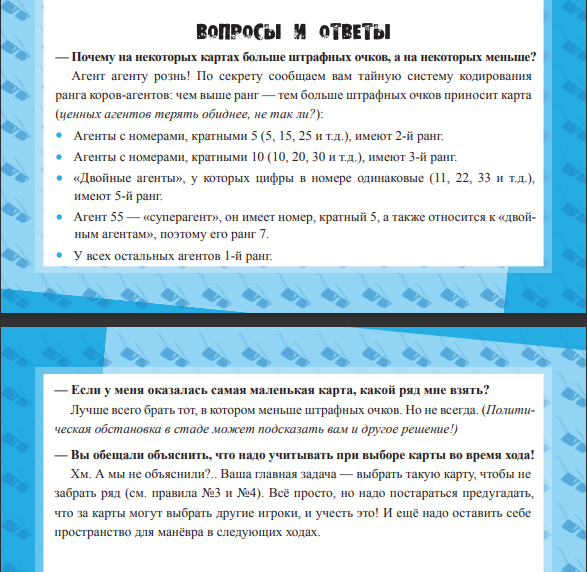 ВОПРОСЫ И ОТВЕТЫ
— Почему на некоторых картах больше штрафных очков, а на некоторых меньше?
Агент агенту рознь! По секрету сообщаем вам тайную систему кодирования
ранга коров-агентов: чем выше ранг — тем больше штрафных очков приносит карта
(ценных агентов терять обиднее, не так ли?):
• Агенты с номерами, кратными 5 (5, 15, 25 и т.д.), имеют 2-й ранг.
• Агенты с номерами, кратными 10 (10, 20, 30 и т.д.), имеют 3-й ранг.
• «Двойные агенты», у которых цифры в номере одинаковые (11, 22, 33 и т.д.),
имеют 5-й ранг.
• Агент 55 — «суперагент», он имеет номер, кратный 5, а также относится к «двой-
ным агентам», поэтому его ранг 7.
• У всех остальных агентов 1-й ранг.
— Если у меня оказалась самая маленькая карта, какой ряд мне взять?
Лучше всего брать тот, в котором меньше штрафных очков. Но не всегда. (Полити-
ческая обстановка в стаде может подсказать вам и другое решение!)
— Вы обещали объяснить, что надо учитывать при выборе карты во время хода!
Хм. А мы не объяснили?.. Ваша главная задача — выбрать такую карту, чтобы не
забрать ряд (см. правила №3 и №4). Всё просто, но надо постараться предугадать,
что за карты могут выбрать другие игроки, и учесть это! И ещё надо оставить себе
пространство для манёвра в следующих ходах.